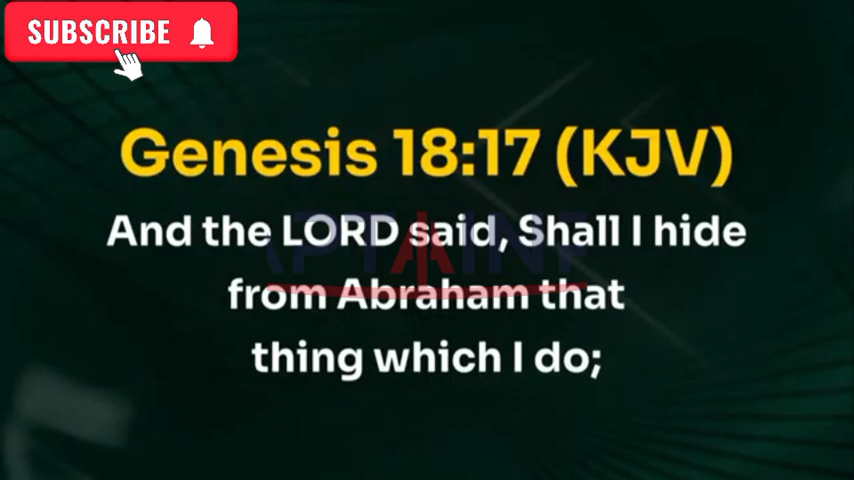 SUBSCRIBE
Genesis 18:17 (KJV)
And the LORD said, Shall I hide
from Abraham that
thing which I do;